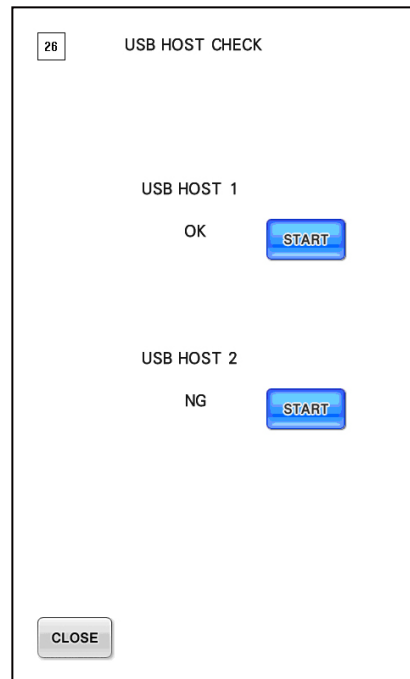 26
USB HOST CHECK
USB HOST 1
OK
START
USB HOST 2
NG
START
CLOSE